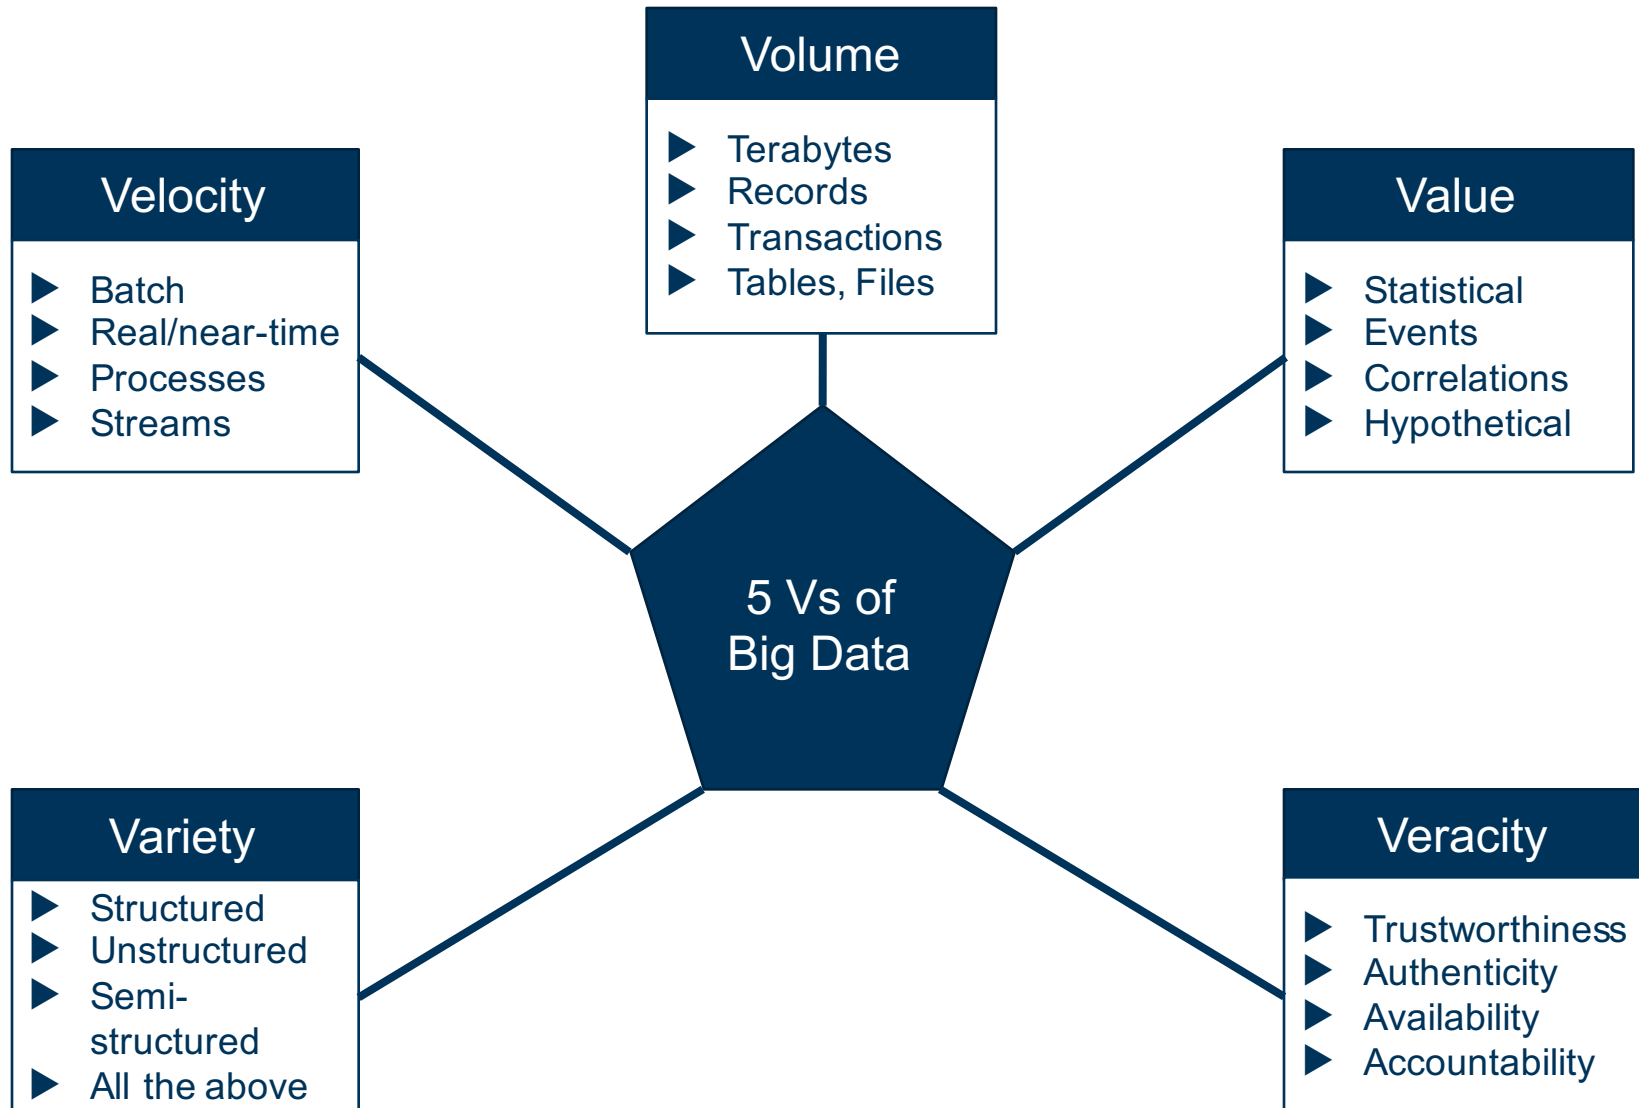 Volume
Terabytes
Records
Transactions
Tables, Files
Velocity
Batch
Real/near-time
Processes
Streams
Value
Statistical
Events
Correlations
Hypothetical
5 Vs of
Big Data
Variety
Structured
Unstructured
Semi-
structured
All the above
Veracity
Trustworthiness
Authenticity
Availability
Accountability